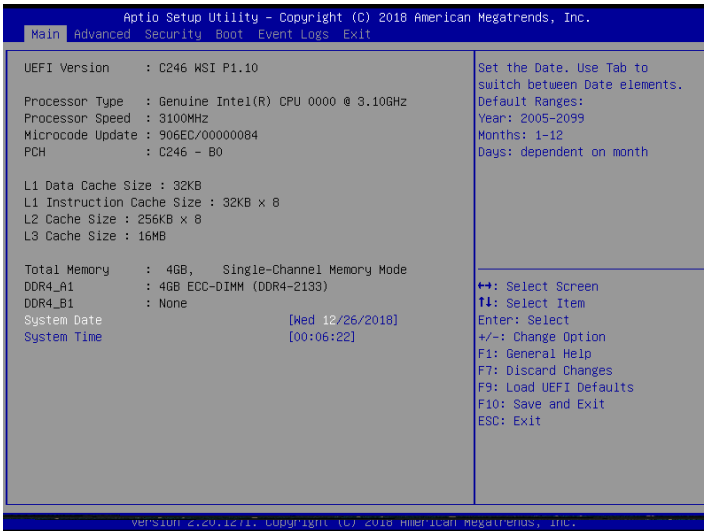 Aptio Setup Utility – Copyright (C) 2018 American Megatrends, Inc.
Main Advanced Security Boot Event Logs Exit
UEFI Version : C246 WSI P1.10
Processor Type : Genuine Intel(R) CPU 0000 @ 3.10GHz
Processor Speed : 3100MHz
Microcode Update : 906EC/00000084
PCH : C246 - B0
L1 Data Cache Size : 32KB
L1 Instruction Cache Size : 32KB x 8
L2 Cache Size : 256KB x 8
L3 Cache Size : 16MB
Total Memory : 4GB, Single-Channel Memory Mode
DDR4_A1 : 4GB ECC-DIMM (DDR4-2133)
DDR4_B1 : None
System Date [Wed 12/26/2018]
System Time [00:06:22]
Set the Date. Use Tab to
switch between Date elements.
Default Ranges:
Year: 2005-2099
Months: 1-12
Days: dependent on month
↔: Select Screen
↑↓: Select Item
Enter: Select
+/-: Change Option
F1: General Help
F7: Discard Changes
F9: Load UEFI Defaults
F10: Save and Exit
ESC: Exit
Version 2.20.1271. Copyright (C) 2018 American Megatrends, Inc.